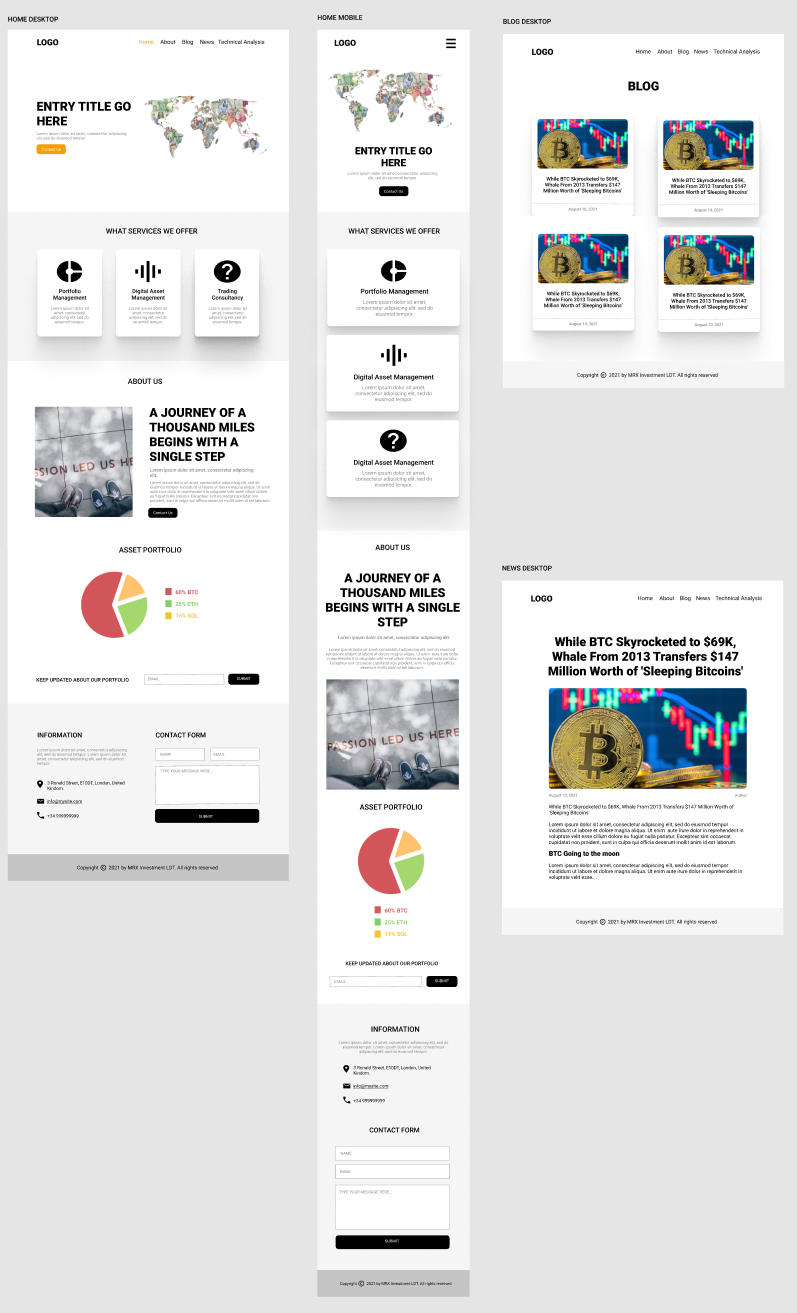 HOME DESKTOP
LOGO
Home About Blog News Technical Analysis
ENTRY TITLE GO
HERE
Lorem ipsum dolor sit amet, consectetur adipiscing
elit, sed do eiusmod tempor.
Contact Us
WHAT SERVICES WE OFFER
Portfolio
Management
Lorem ipsum dolor sit
amet, consectetur
adipiscing elit, sed do
eiusmod tempor.
Digital Asset
Management
Lorem ipsum dolor sit
amet, consectetur
adipiscing elit, sed do
eiusmod tempor.
Trading
Consultancy
Lorem ipsum dolor sit
amet, consectetur
adipiscing elit, sed do
eiusmod tempor.
ABOUT US
PASSION LED US HE
A JOURNEY OF A
THOUSAND MILES
BEGINS WITH A
SINGLE STEP
Lorem ipsum dolor sit amet, consectetur adipiscing
elit.
Contact Us
ASSET PORTFOLIO
60% BTC
25% ETH
15% SOL
KEEP UPDATED ABOUT OUR PORTFOLIO
EMAIL
SUBMIT
INFORMATION
3 Ronald Street, E10DT, London, United
Kindom.
info@mysite.com
+34 999999999
CONTACT FORM
NAME
EMAIL
TYPE YOUR MESSAGE HERE...
SUBMIT
Copyright © 2021 by MRX Investment LDT. All rights reserved
HOME MOBILE
LOGO
ENTRY TITLE GO
HERE
Lorem ipsum dolor sit amet, consectetur adipiscing elit, sed do
eiusmod tempor.
Contact Us
WHAT SERVICES WE OFFER
Portfolio Management
Lorem ipsum dolor sit amet,
consectetur adipiscing elit, sed do
eiusmod tempor.
Digital Asset Management
Lorem ipsum dolor sit amet,
consectetur adipiscing elit, sed do
eiusmod tempor.
Digital Asset Management
Lorem ipsum dolor sit amet,
consectetur adipiscing elit, sed do
eiusmod tempor.
ABOUT US
A JOURNEY OF A
THOUSAND MILES
BEGINS WITH A SINGLE
STEP
Lorem ipsum dolor sit amet, consectetur adipiscing elit.
PASSION LED US HERE
ASSET PORTFOLIO
60% BTC
25% ETH
15% SOL
KEEP UPDATED ABOUT OUR PORTFOLIO
EMAIL
SUBMIT
INFORMATION
3 Ronald Street, E10DT, London, United
Kindom.
info@mysite.com
+34 999999999
CONTACT FORM
NAME
EMAIL
TYPE YOUR MESSAGE HERE...
SUBMIT
Copyright © 2021 by MRX Investment LDT. All rights reserved
BLOG DESKTOP
LOGO
Home About Blog News Technical Analysis
BLOG
While BTC Skyrocketed to $69K,
Whale From 2013 Transfers $147
Million Worth of 'Sleeping Bitcoins'
August 10, 2021
While BTC Skyrocketed to $69K,
Whale From 2013 Transfers $147
Million Worth of 'Sleeping Bitcoins'
August 10, 2021
While BTC Skyrocketed to $69K,
Whale From 2013 Transfers $147
Million Worth of 'Sleeping Bitcoins'
August 10, 2021
While BTC Skyrocketed to $69K,
Whale From 2013 Transfers $147
Million Worth of 'Sleeping Bitcoins'
August 10, 2021
Copyright © 2021 by MRX Investment LDT. All rights reserved
NEWS DESKTOP
LOGO
Home About Blog News Technical Analysis
While BTC Skyrocketed to $69K,
Whale From 2013 Transfers $147
Million Worth of 'Sleeping Bitcoins'
August 10, 2021
Author
While BTC Skyrocketed to $69K, Whale From 2013 Transfers $147 Million Worth of
'Sleeping Bitcoins'
Lorem ipsum dolor sit amet, consectetur adipiscing elit, sed do eiusmod tempor
incididunt ut labore et dolore magna aliqua. Ut enim aute irure dolor in reprehenderit in
voluptate velit esse cillum dolore eu fugiat nulla pariatur. Excepteur sint occaecat
cupidatat non proident, sunt in culpa qui officia deserunt mollit anim id est laborum.
BTC Going to the moon
Lorem ipsum dolor sit amet, consectetur adipiscing elit, sed do eiusmod tempor
incididunt ut labore et dolore magna aliqua. Ut enim aute irure dolor in reprehenderit in
voluptate velit esse...
Copyright © 2021 by MRX Investment LDT. All rights reserved